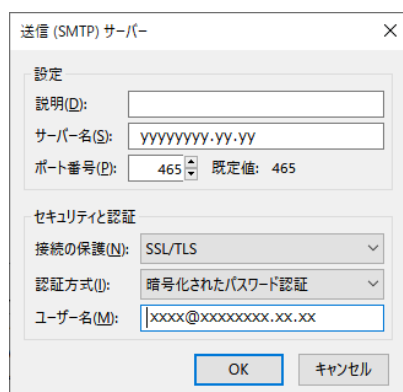 送信 (SMTP) サーバー
設定
説明(D):
サーバー名(S): yyyyyyyy.yy.yy
ポート番号(P): 465 既定値: 465
セキュリティと認証
接続の保護(N): SSL/TLS
認証方式(I): 暗号化されたパスワード認証
ユーザー名(M): xxxx@xxxxxxxx.xx.xx
OK キャンセル